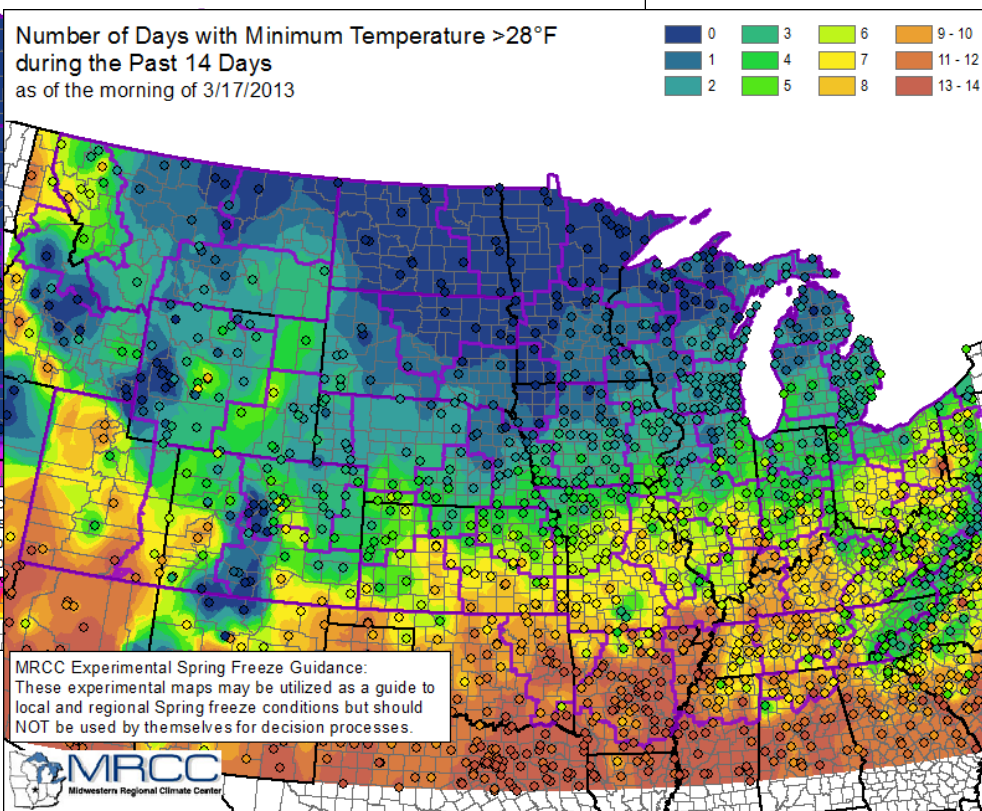 Number of Days with Minimum Temperature >28°F
during the Past 14 Days
as of the morning of 3/17/2013
0
1
2
3
4
5
6
7
8
9 - 10
11 - 12
13 - 14
MRCC Experimental Spring Freeze Guidance:
These experimental maps may be utilized as a guide to
local and regional Spring freeze conditions but should
NOT be used by themselves for decision processes.
MRCC
Midwestern Regional Climate Center